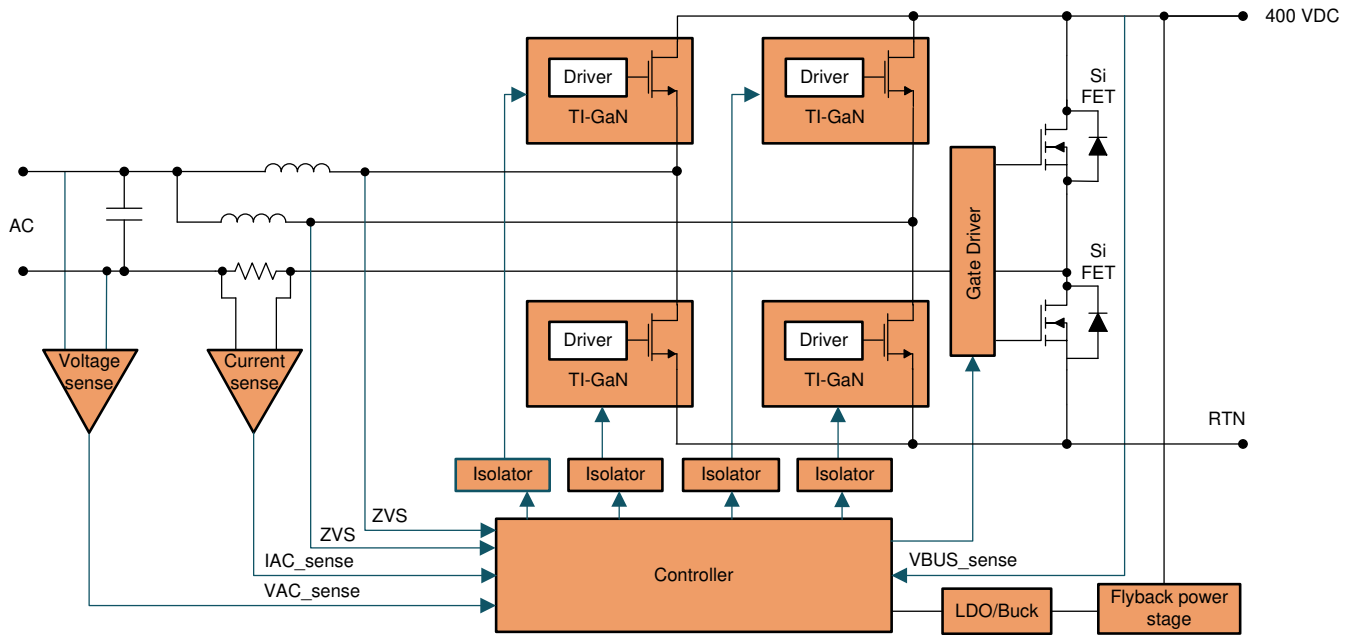 400 VDC
Driver
TI-GaN
Driver
TI-GaN
Si
FET
AC
Gate Driver
Si
FET
Driver
TI-GaN
Driver
TI-GaN
Voltage
sense
Current
sense
RTN
Isolator
Isolator
Isolator
Isolator
ZVS
ZVS
IAC_sense
VAC_sense
Controller
VBUS_sense
LDO/Buck
Flyback power
stage